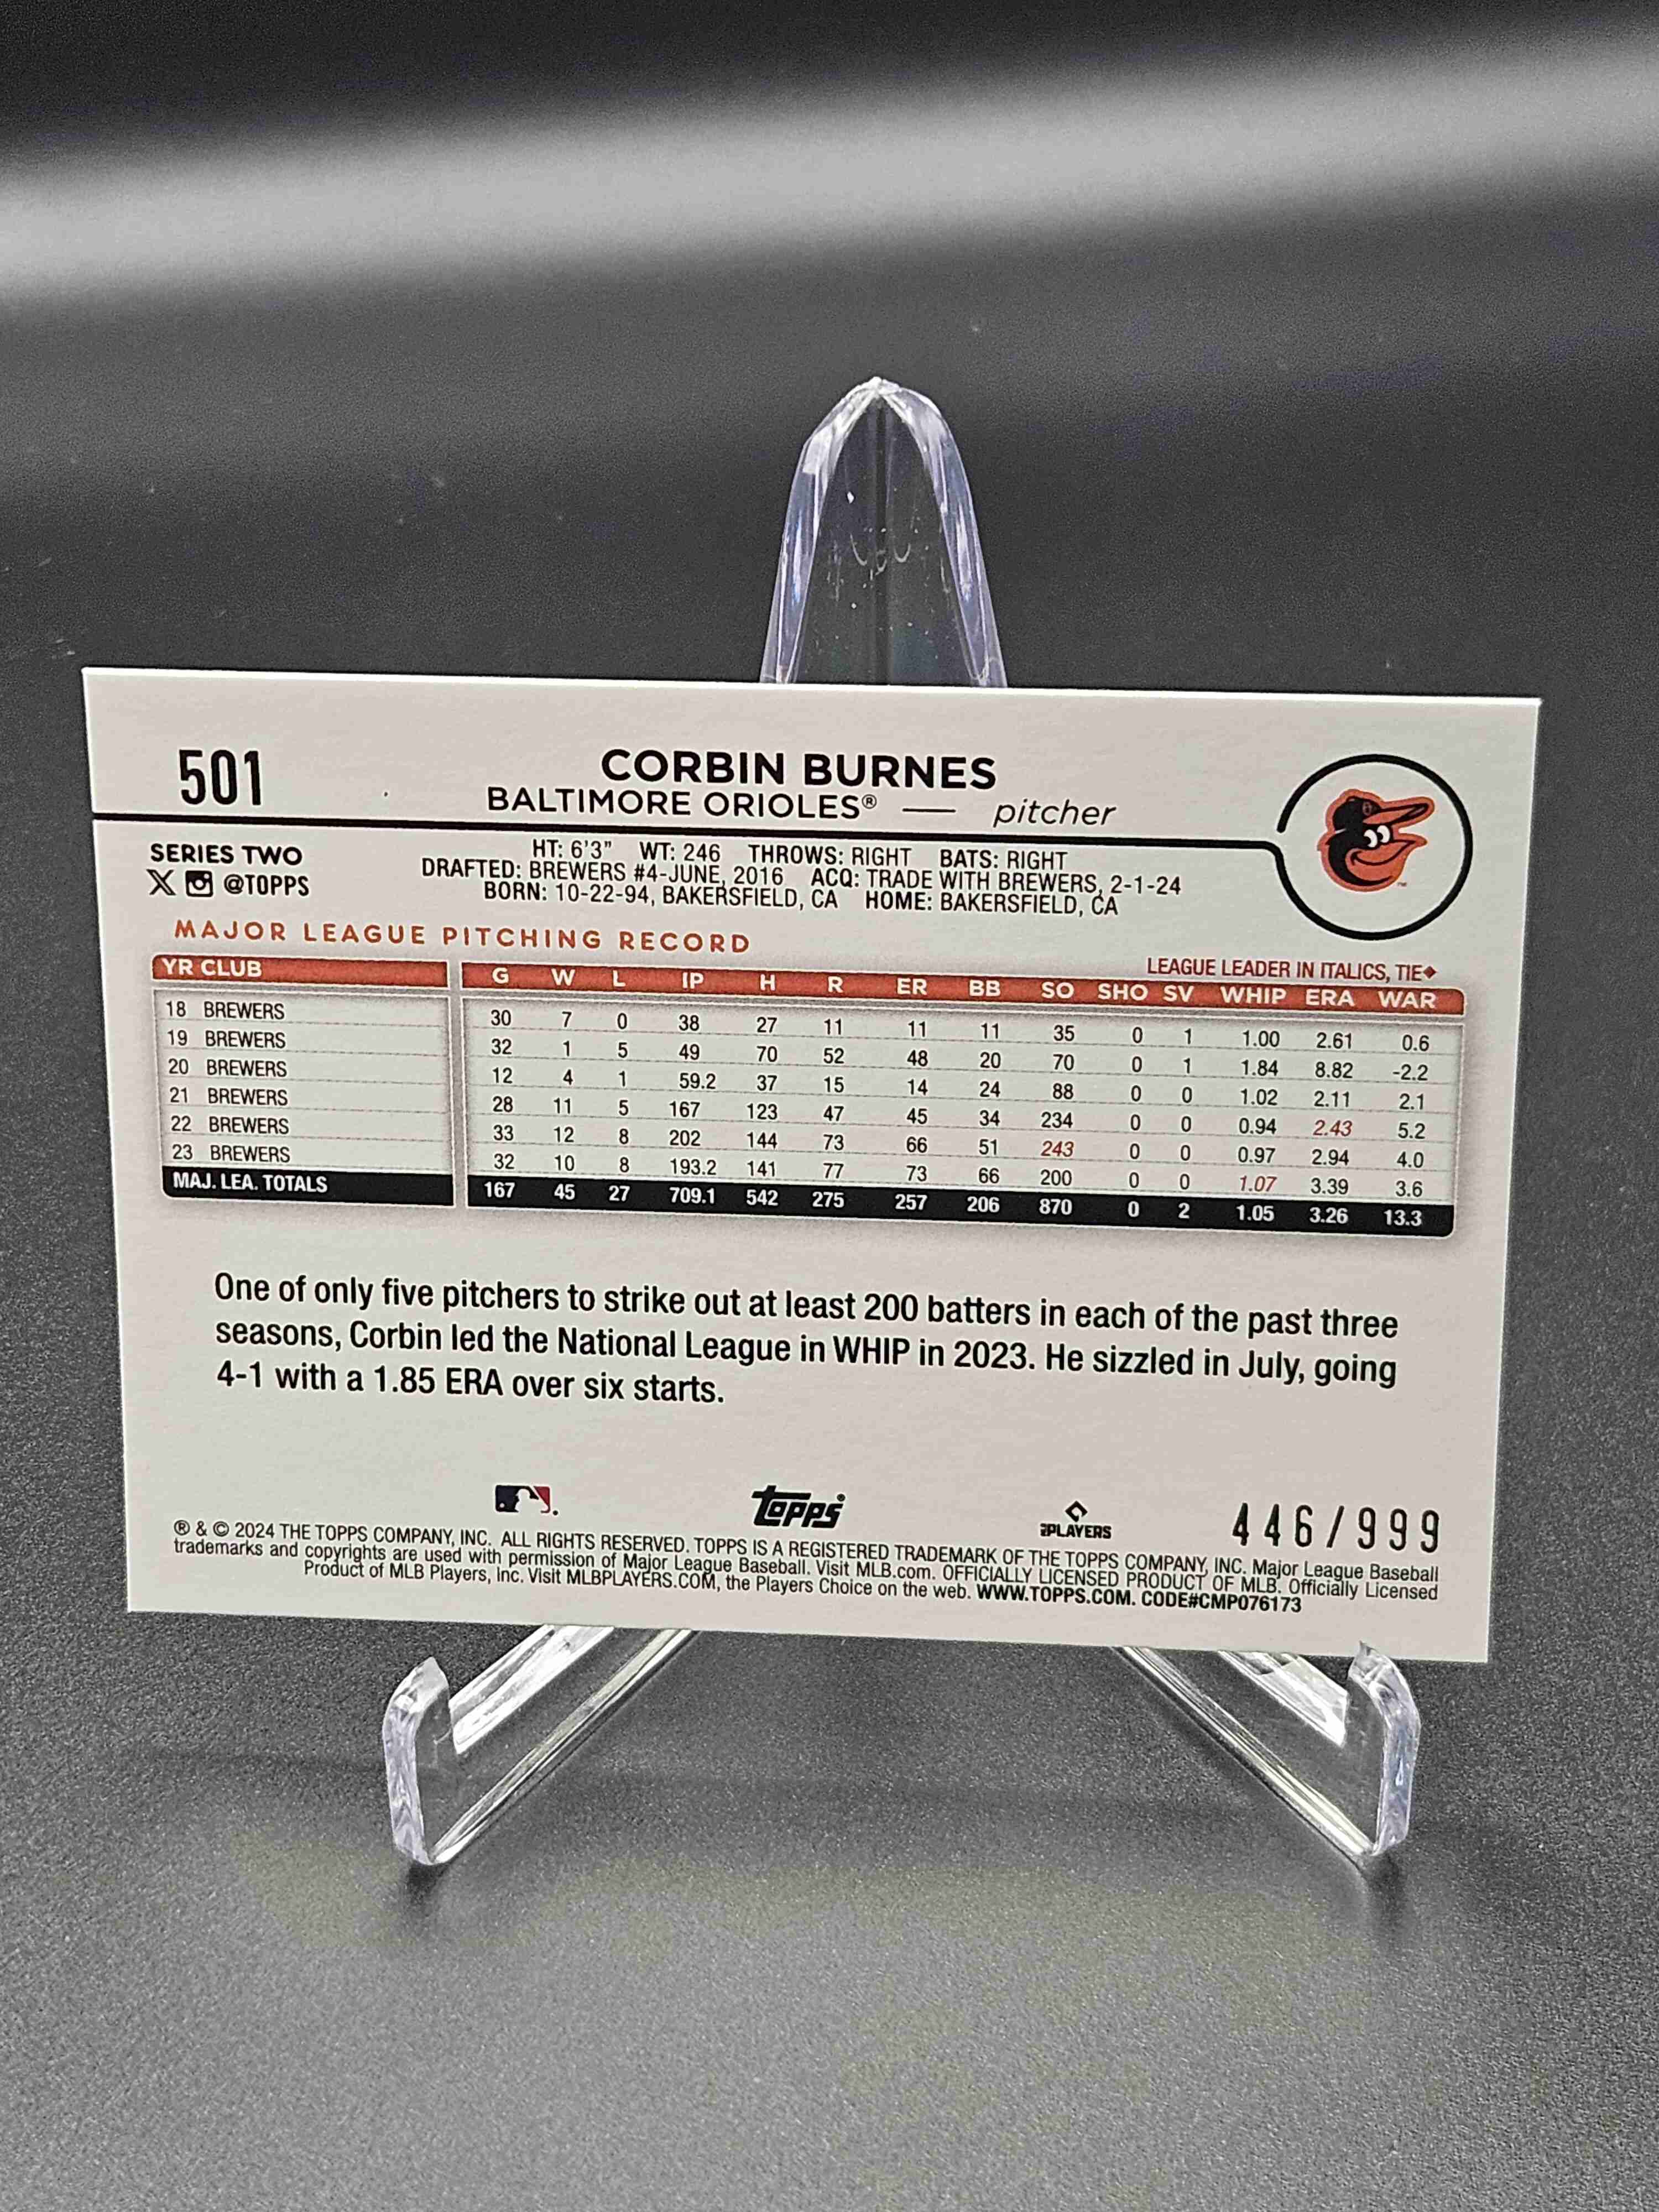 501
CORBIN BURNES
BALTIMORE ORIOLES® — pitcher
SERIES TWO
X @TOPPS
HT: 6'3" WT: 246 THROWS: RIGHT BATS: RIGHT
DRAFTED: BREWERS #4-JUNE, 2016 ACQ: TRADE WITH BREWERS, 2-1-24
BORN: 10-22-94, BAKERSFIELD, CA HOME: BAKERSFIELD, CA
MAJOR LEAGUE PITCHING RECORD
LEAGUE LEADER IN ITALICS, TIE◆
YR CLUB G W L IP H R ER BB SO SHO SV WHIP ERA WAR
18 BREWERS 30 7 0 38 27 11 11 11 35 0 1 1.00 2.61 0.6
19 BREWERS 32 1 5 49 70 52 48 20 70 0 1 1.84 8.82 -2.2
20 BREWERS 12 4 1 59.2 37 15 14 24 88 0 0 1.02 2.11 2.1
21 BREWERS 28 11 5 167 123 47 45 34 234 0 0 0.94 2.43 5.2
22 BREWERS 33 12 8 202 144 73 66 51 243 0 0 0.97 2.94 4.0
23 BREWERS 32 10 8 193.2 141 77 73 66 200 0 0 1.07 3.39 3.6
MAJ. LEA. TOTALS 167 45 27 709.1 542 275 257 206 870 0 2 1.05 3.26 13.3
One of only five pitchers to strike out at least 200 batters in each of the past three
seasons, Corbin led the National League in WHIP in 2023. He sizzled in July, going
4-1 with a 1.85 ERA over six starts.
Topps
PLAYERS
446/999
® & © 2024 THE TOPPS COMPANY, INC. ALL RIGHTS RESERVED. TOPPS IS A REGISTERED TRADEMARK OF THE TOPPS COMPANY, INC. Major League Baseball
trademarks and copyrights are used with permission of Major League Baseball. Visit MLB.com. OFFICIALLY LICENSED PRODUCT OF MLB. Officially Licensed
Product of MLB Players, Inc. Visit MLBPLAYERS.COM, the Players Choice on the web. WWW.TOPPS.COM. CODE#CMP076173